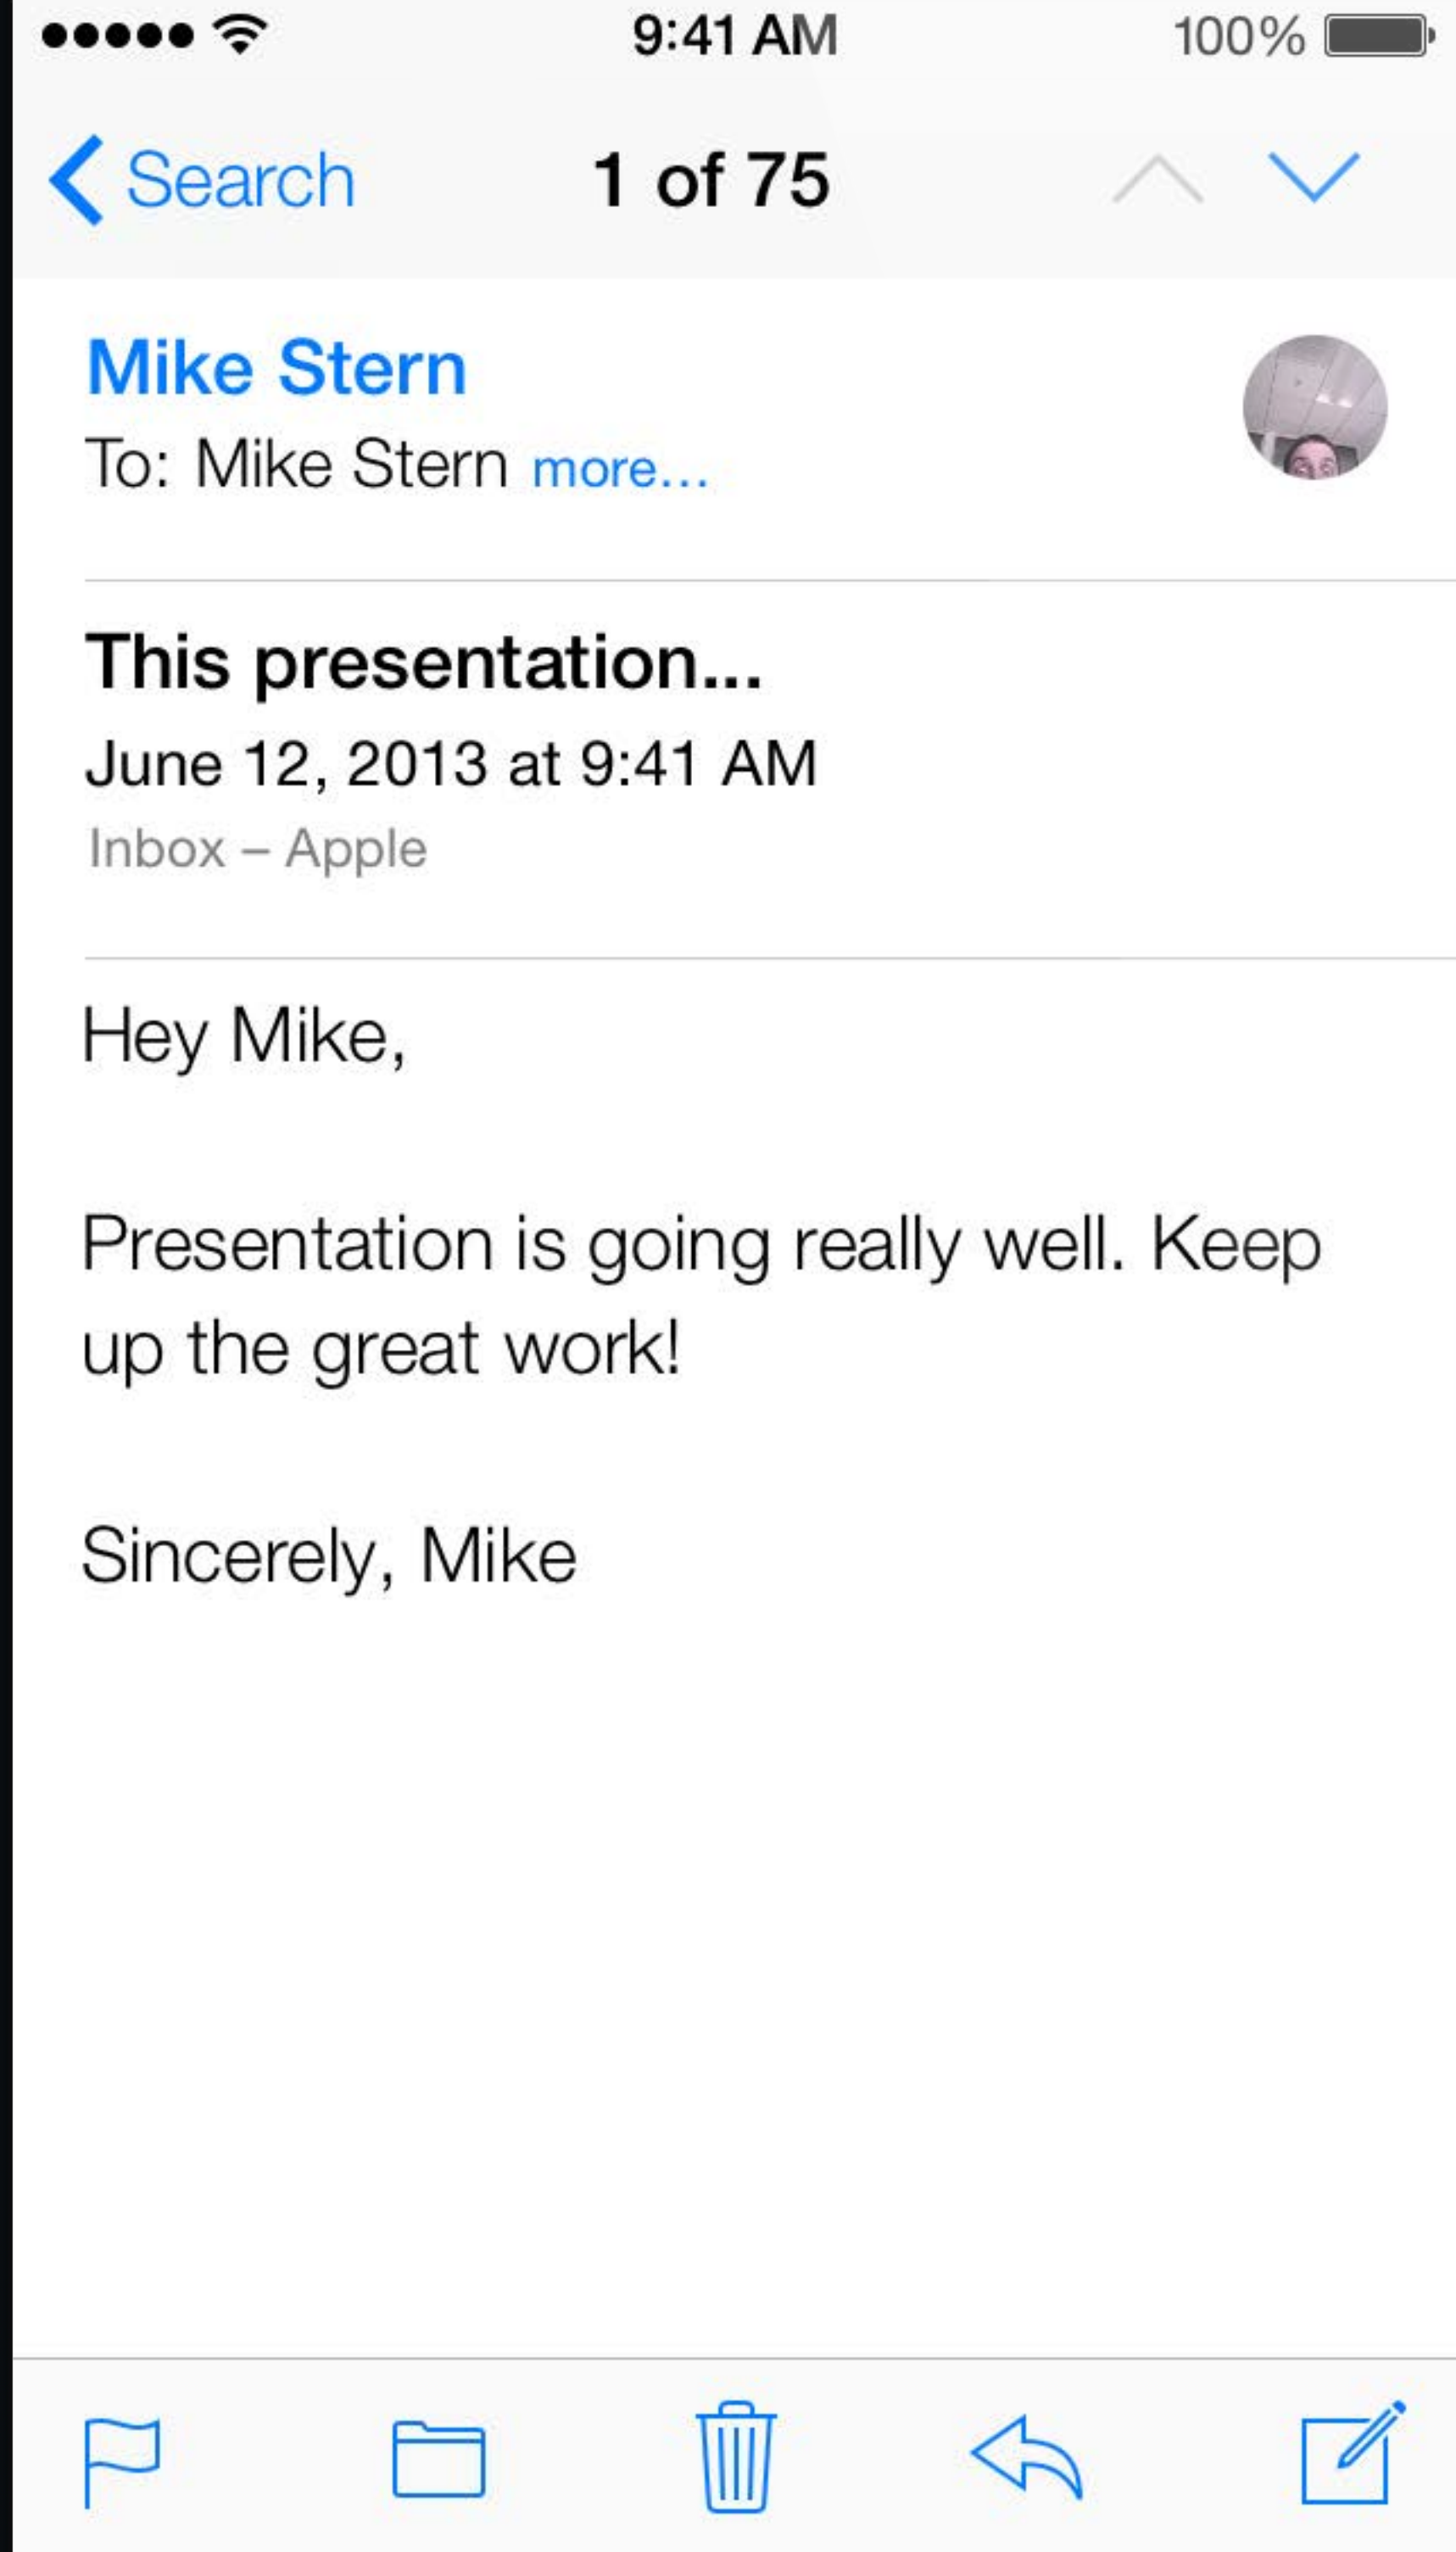 9:41 AM 100%
Search 1 of 75
Mike Stern
To: Mike Stern more...
This presentation...
June 12, 2013 at 9:41 AM
Inbox – Apple
Hey Mike,
Presentation is going really well. Keep
up the great work!
Sincerely, Mike